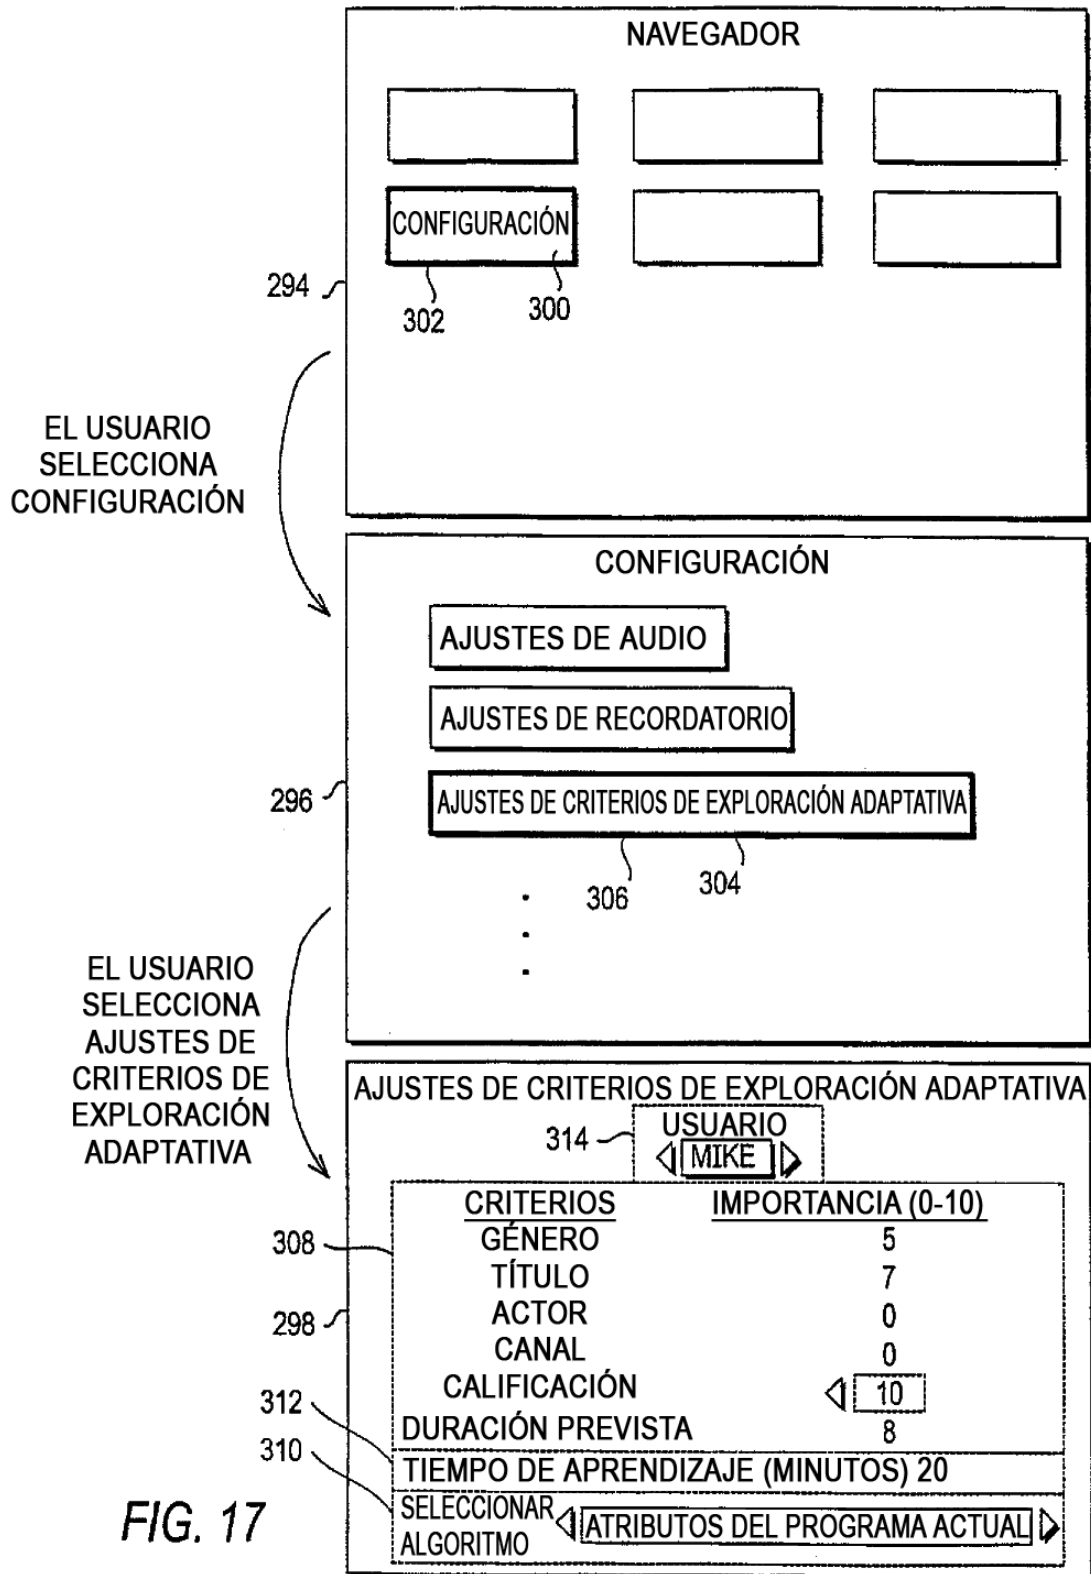 NAVEGADOR
CONFIGURACIÓN
294
302
300
EL USUARIO
SELECCIONA
CONFIGURACIÓN
CONFIGURACIÓN
AJUSTES DE AUDIO
AJUSTES DE RECORDATORIO
296
AJUSTES DE CRITERIOS DE EXPLORACIÓN ADAPTATIVA
306
304
EL USUARIO
SELECCIONA
AJUSTES DE
CRITERIOS DE
EXPLORACIÓN
ADAPTATIVA
AJUSTES DE CRITERIOS DE EXPLORACIÓN ADAPTATIVA
314
USUARIO
MIKE
CRITERIOS IMPORTANCIA (0-10)
308
GÉNERO 5
TÍTULO 7
298
ACTOR 0
CANAL 0
CALIFICACIÓN 10
312
DURACIÓN PREVISTA 8
310
TIEMPO DE APRENDIZAJE (MINUTOS) 20
SELECCIONAR
ALGORITMO
ATRIBUTOS DEL PROGRAMA ACTUAL
FIG. 17